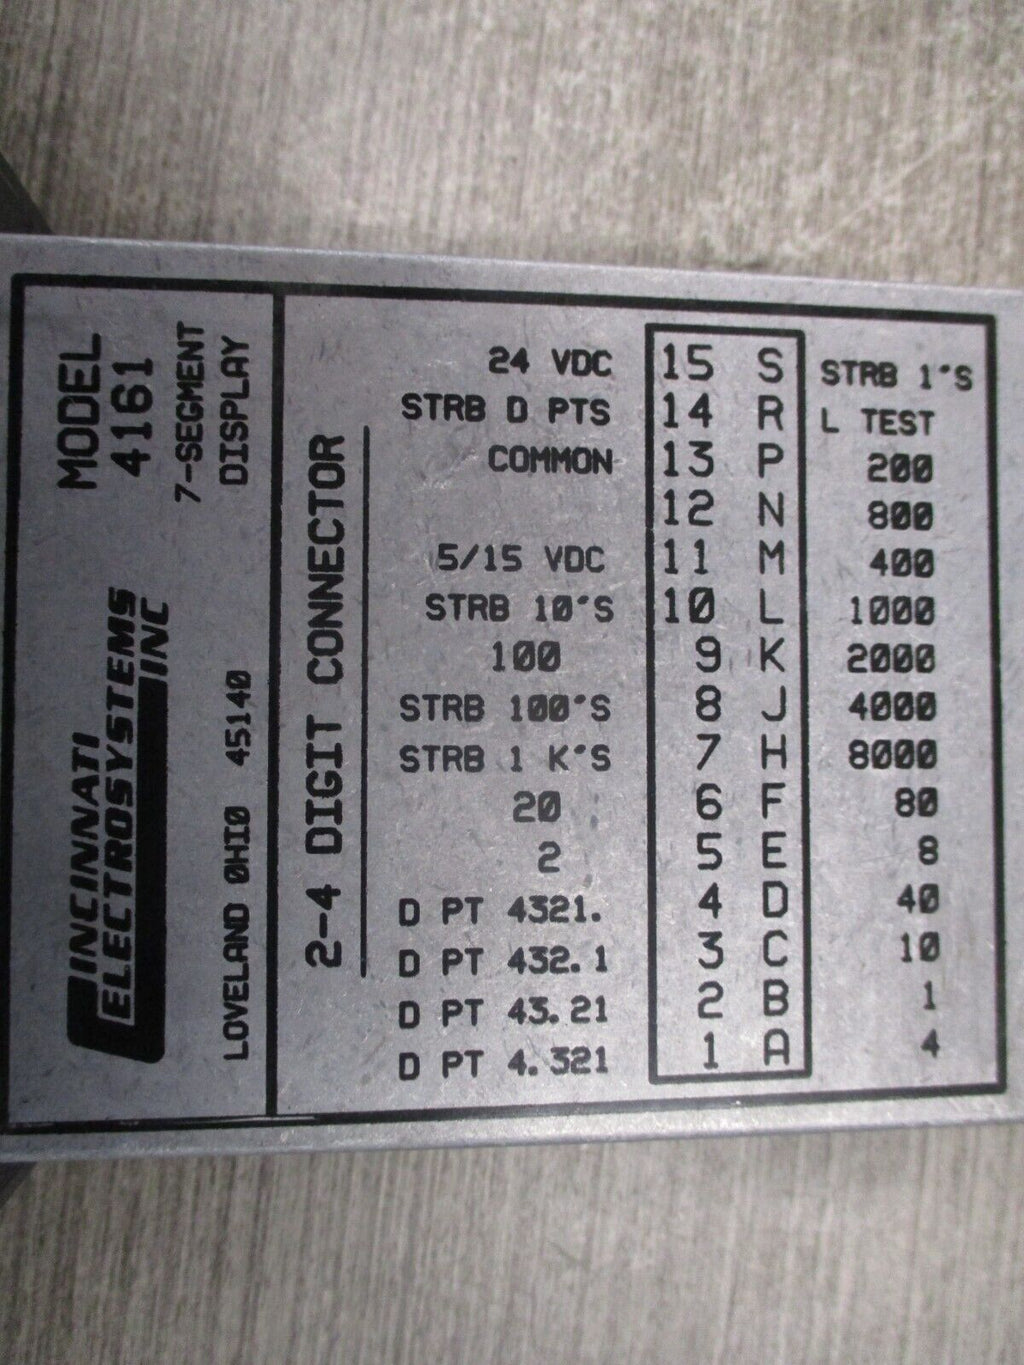 MODEL
4161
7-SEGMENT
DISPLAY
CINCINNATI
ELECTROSYSTEMS
INC
LOVELAND OHIO 45140
2-4 DIGIT CONNECTOR
24 VDC 15 S STRB 1'S
STRB D PTS 14 R L TEST
COMMON 13 P 200
12 N 800
5/15 VDC 11 M 400
STRB 10'S 10 L 1000
100 9 K 2000
STRB 100'S 8 J 4000
STRB 1 K'S 7 H 8000
20 6 F 80
2 5 E 8
D PT 4321. 4 D 40
D PT 432.1 3 C 10
D PT 43.21 2 B 1
D PT 4.321 1 A 4